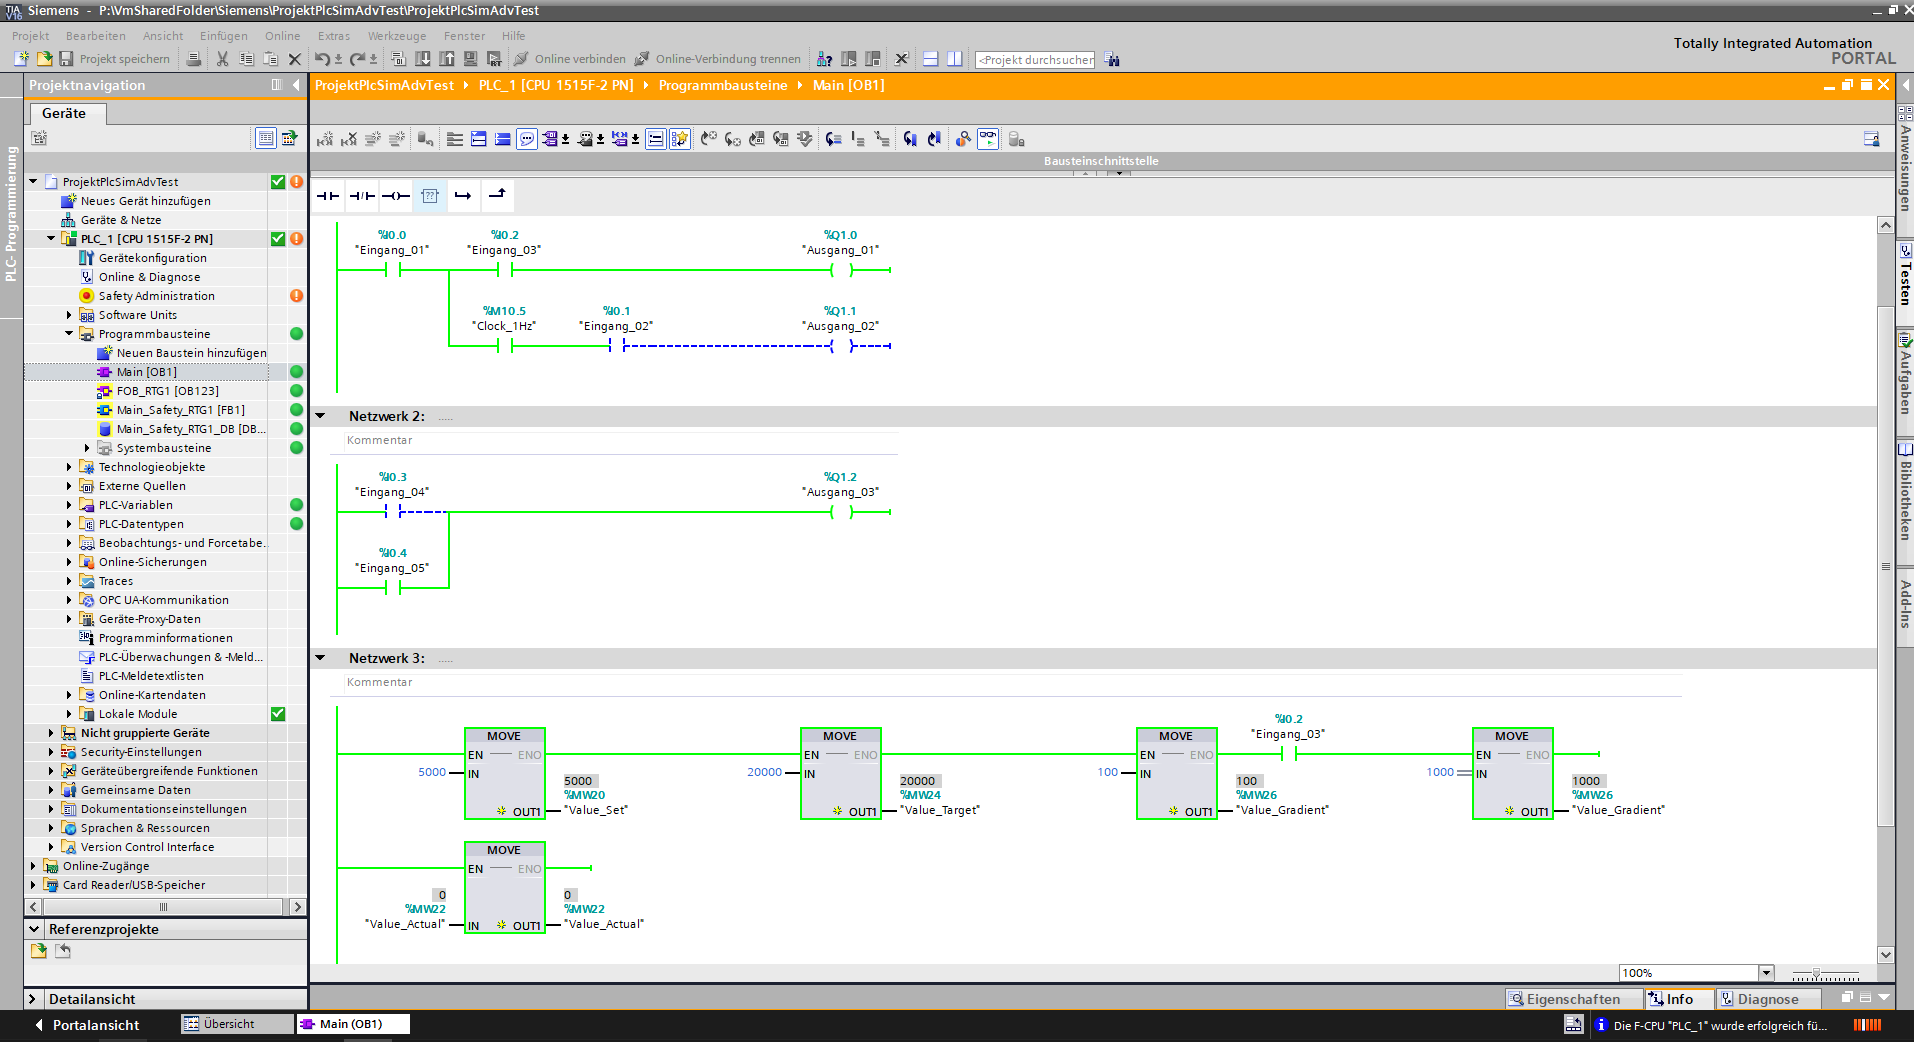 Siemens - P:\VmSharedFolder\Siemens\ProjektPlcSimAdvTest\ProjektPlcSimAdvTest
Projekt Bearbeiten Ansicht Einfügen Online Extras Werkzeuge Fenster Hilfe
Projekt speichern Online verbinden Online-Verbindung trennen <Projekt durchsuchen
Totally Integrated Automation
PORTAL
Projektnavigation
ProjektPlcSimAdvTest PLC_1 [CPU 1515F-2 PN] Programmbausteine Main [OB1]
Geräte
PLC-Programmierung
Bausteinschnittstelle
ProjektPlcSimAdvTest
Neues Gerät hinzufügen
Geräte & Netze
PLC_1 [CPU 1515F-2 PN]
Gerätekonfiguration
Online & Diagnose
Safety Administration
Software Units
Programmbausteine
Neuen Baustein hinzufügen
Main [OB1]
FOB_RTG1 [OB123]
Main_Safety_RTG1 [FB1]
Main_Safety_RTG1_DB [DB...
Systembausteine
Technologieobjekte
Externe Quellen
PLC-Variablen
PLC-Datentypen
Beobachtungs- und Forcetabe..
Online-Sicherungen
Traces
OPC UA-Kommunikation
Geräte-Proxy-Daten
Programminformationen
PLC-Überwachungen & -Meld...
PLC-Meldetextlisten
Online-Kartendaten
Lokale Module
Nicht gruppierte Geräte
Security-Einstellungen
Geräteübergreifende Funktionen
Gemeinsame Daten
Dokumentationseinstellungen
Sprachen & Ressourcen
Version Control Interface
Online-Zugänge
Card Reader/USB-Speicher
Referenzprojekte
Detailansicht
??
%I0.0 %I0.2 %Q1.0
"Eingang_01" "Eingang_03" "Ausgang_01"
%M10.5 %I0.1 %Q1.1
"Clock_1Hz" "Eingang_02" "Ausgang_02"
Netzwerk 2: .....
Kommentar
%I0.3 %Q1.2
"Eingang_04" "Ausgang_03"
%I0.4
"Eingang_05"
Netzwerk 3: .....
Kommentar
%I0.2
MOVE MOVE MOVE "Eingang_03" MOVE
EN ENO EN ENO EN ENO EN ENO
5000 IN 20000 IN 100 IN 1000 IN
5000 20000 100 1000
%MW20 %MW24 %MW26 %MW26
OUT1 "Value_Set" OUT1 "Value_Target" OUT1 "Value_Gradient" OUT1 "Value_Gradient"
MOVE
EN ENO
0 0
%MW22 %MW22
"Value_Actual" IN OUT1 "Value_Actual"
100%
Anweisungen
Testen
Aufgaben
Bibliotheken
Add-Ins
Eigenschaften Info Diagnose
Portalansicht Übersicht Main (OB1) Die F-CPU "PLC_1" wurde erfolgreich fü...